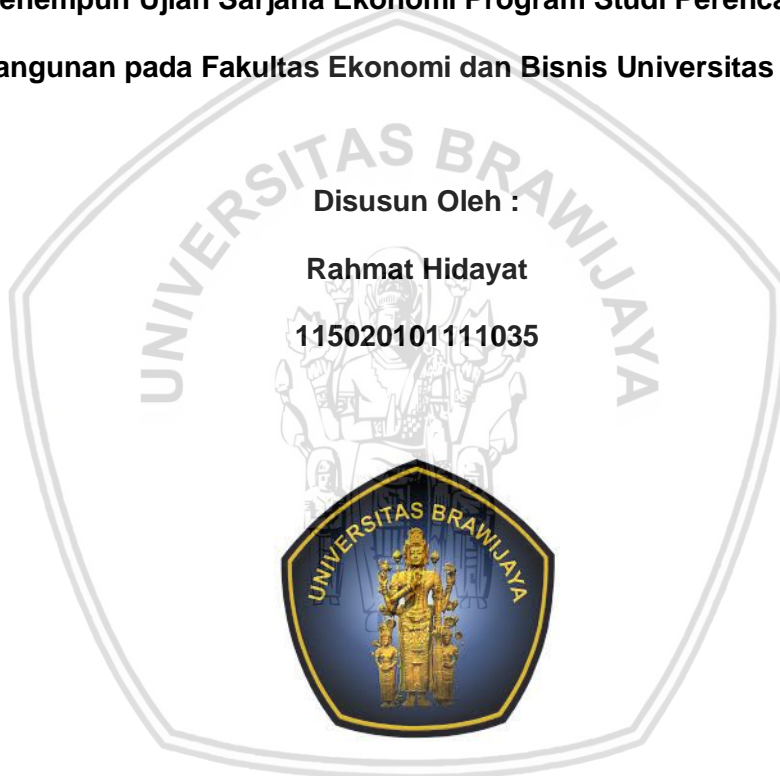 enempuh Ujian Sarjana Ekonomi Program Studi Perenca
angunan pada Fakultas Ekonomi dan Bisnis Universitas
UNIVERSITAS BRAWIJAYA
Disusun Oleh :
Rahmat Hidayat
115020101111035
UNIVERSITAS BRAWIJAYA